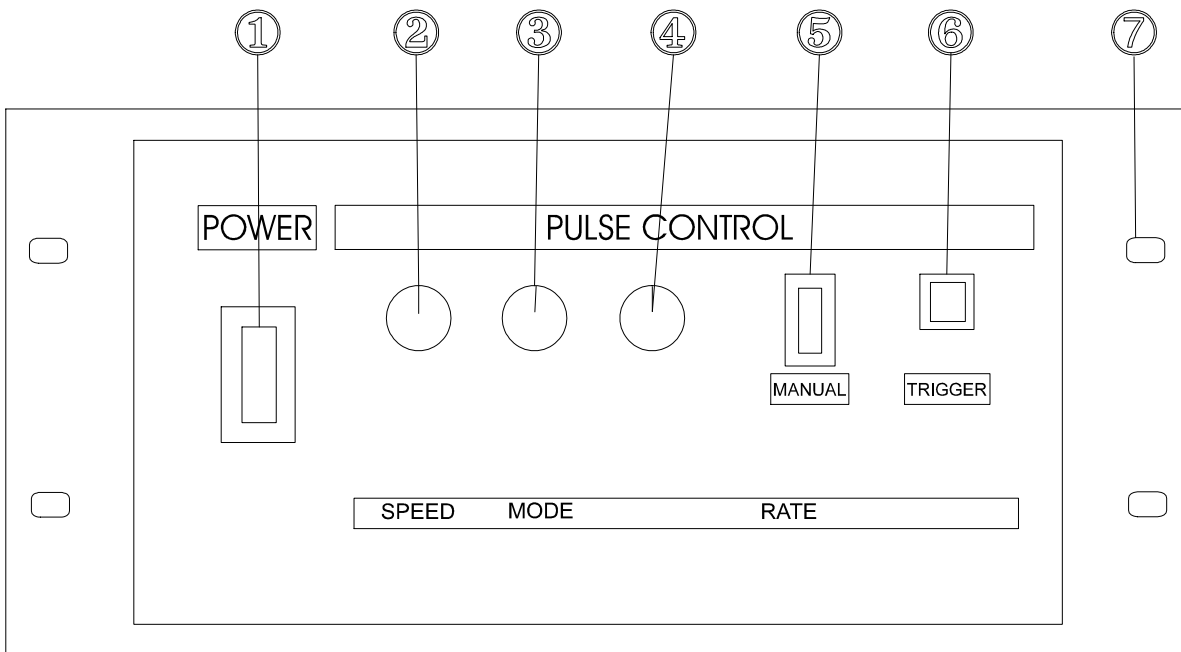 ① ② ③ ④ ⑤ ⑥ ⑦
POWER PULSE CONTROL
MANUAL TRIGGER
SPEED MODE RATE